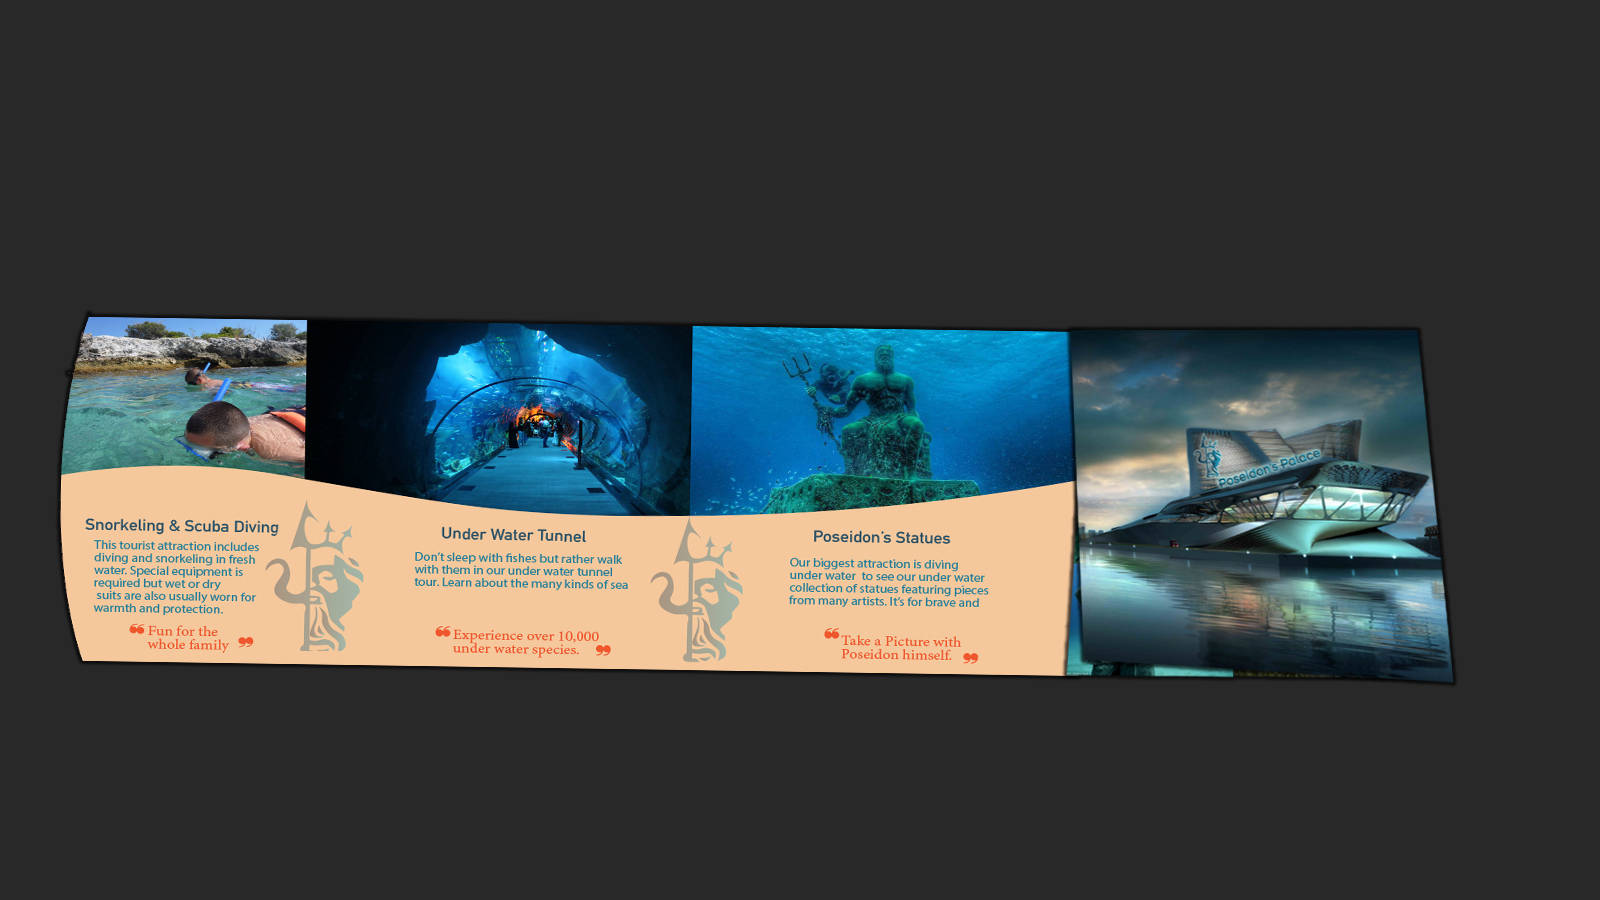 Snorkeling & Scuba Diving
This tourist attraction includes
diving and snorkeling in fresh
water. Special equipment is
required but wet or dry
suits are also usually worn for
warmth and protection.
❝ Fun for the
whole family ❞
Under Water Tunnel
Don't sleep with fishes but rather walk
with them in our under water tunnel
tour. Learn about the many kinds of sea
❝ Experience over 10,000
under water species. ❞
Poseidon's Statues
Our biggest attraction is diving
under water to see our under water
collection of statues featuring pieces
from many artists. It's for brave and
❝ Take a Picture with
Poseidon himself. ❞
Poseidon's Palace